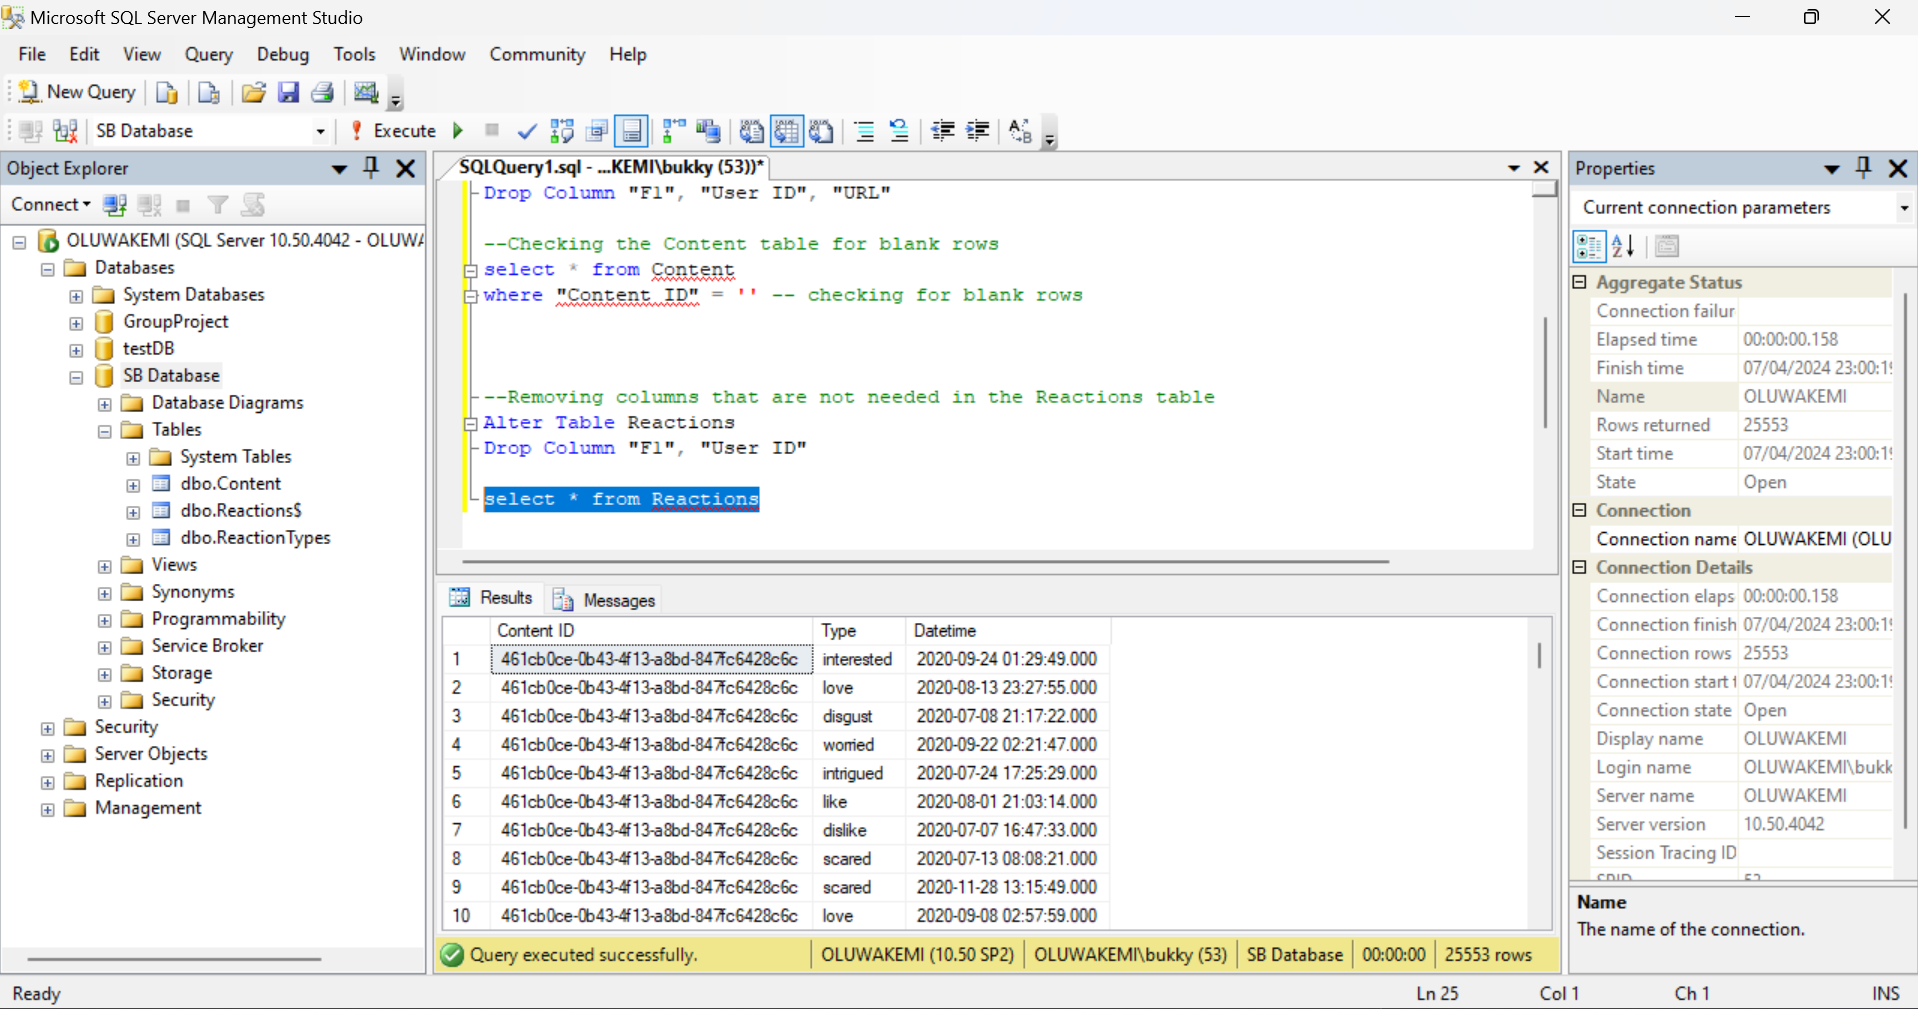 Microsoft SQL Server Management Studio
File Edit View Query Debug Tools Window Community Help
New Query
SB Database Execute
Object Explorer
Connect
OLUWAKEMI (SQL Server 10.50.4042 - OLUWA
Databases
System Databases
GroupProject
testDB
SB Database
Database Diagrams
Tables
System Tables
dbo.Content
dbo.Reactions$
dbo.ReactionTypes
Views
Synonyms
Programmability
Service Broker
Storage
Security
Security
Server Objects
Replication
Management
SQLQuery1.sql - ...KEMI\bukky (53))*
Drop Column "F1", "User ID", "URL"
--Checking the Content table for blank rows
select * from Content
where "Content ID" = '' -- checking for blank rows
--Removing columns that are not needed in the Reactions table
Alter Table Reactions
Drop Column "F1", "User ID"
select * from Reactions
Results Messages
Content ID Type Datetime
1 461cb0ce-0b43-4f13-a8bd-847fc6428c6c interested 2020-09-24 01:29:49.000
2 461cb0ce-0b43-4f13-a8bd-847fc6428c6c love 2020-08-13 23:27:55.000
3 461cb0ce-0b43-4f13-a8bd-847fc6428c6c disgust 2020-07-08 21:17:22.000
4 461cb0ce-0b43-4f13-a8bd-847fc6428c6c worried 2020-09-22 02:21:47.000
5 461cb0ce-0b43-4f13-a8bd-847fc6428c6c intrigued 2020-07-24 17:25:29.000
6 461cb0ce-0b43-4f13-a8bd-847fc6428c6c like 2020-08-01 21:03:14.000
7 461cb0ce-0b43-4f13-a8bd-847fc6428c6c dislike 2020-07-07 16:47:33.000
8 461cb0ce-0b43-4f13-a8bd-847fc6428c6c scared 2020-07-13 08:08:21.000
9 461cb0ce-0b43-4f13-a8bd-847fc6428c6c scared 2020-11-28 13:15:49.000
10 461cb0ce-0b43-4f13-a8bd-847fc6428c6c love 2020-09-08 02:57:59.000
Query executed successfully. OLUWAKEMI (10.50 SP2) OLUWAKEMI\bukky (53) SB Database 00:00:00 25553 rows
Properties
Current connection parameters
Aggregate Status
Connection failur
Elapsed time 00:00:00.158
Finish time 07/04/2024 23:00:19
Name OLUWAKEMI
Rows returned 25553
Start time 07/04/2024 23:00:19
State Open
Connection
Connection name OLUWAKEMI (OLU
Connection Details
Connection elaps 00:00:00.158
Connection finish 07/04/2024 23:00:19
Connection rows 25553
Connection start t 07/04/2024 23:00:19
Connection state Open
Display name OLUWAKEMI
Login name OLUWAKEMI\bukk
Server name OLUWAKEMI
Server version 10.50.4042
Session Tracing ID
SPID 53
Name
The name of the connection.
Ready Ln 25 Col 1 Ch 1 INS